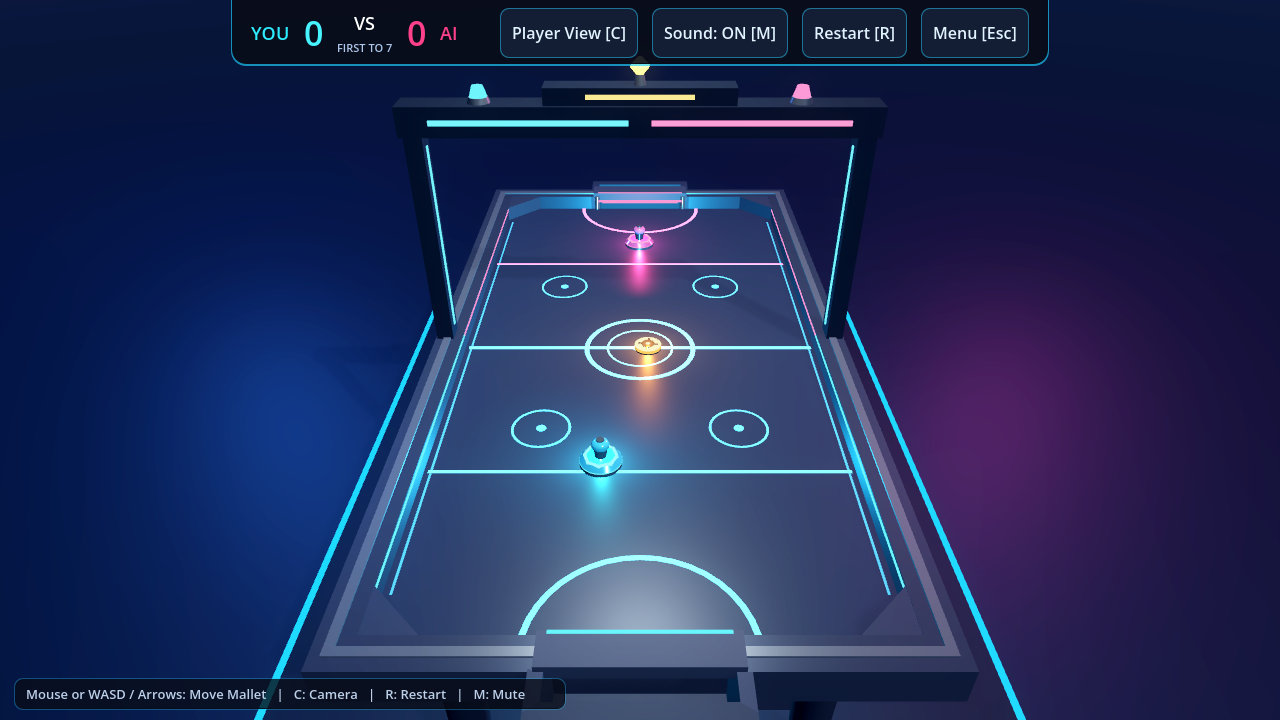 YOU 0 VS 0 AI
FIRST TO 7
Player View [C]
Sound: ON [M]
Restart [R]
Menu [Esc]
Mouse or WASD / Arrows: Move Mallet | C: Camera | R: Restart | M: Mute